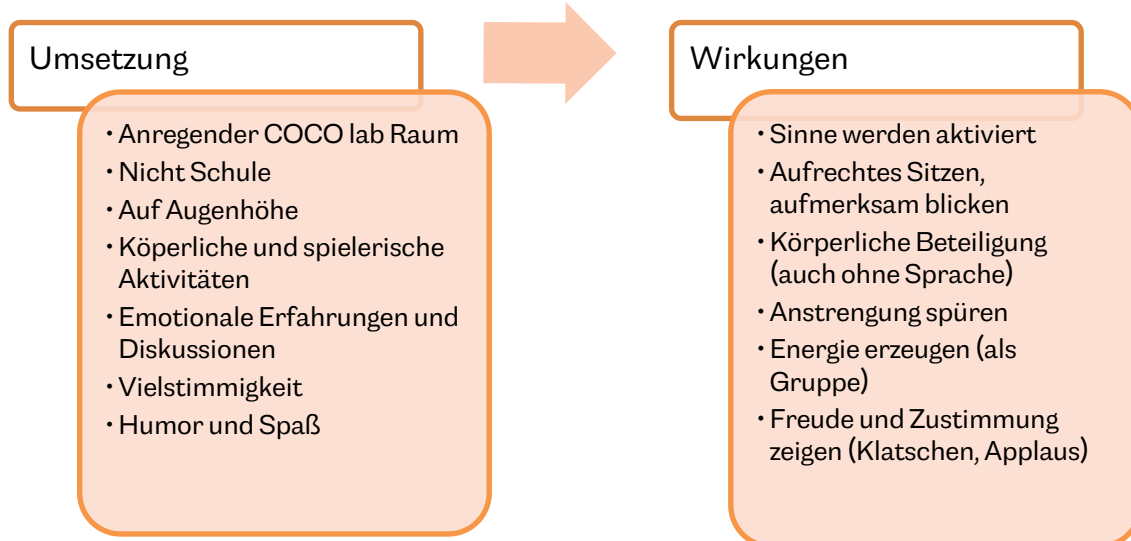 Umsetzung
• Anregender COCO lab Raum
• Nicht Schule
• Auf Augenhöhe
• Köperliche und spielerische
Aktivitäten
• Emotionale Erfahrungen und
Diskussionen
• Vielstimmigkeit
• Humor und Spaß
Wirkungen
• Sinne werden aktiviert
• Aufrechtes Sitzen,
aufmerksam blicken
• Körperliche Beteiligung
(auch ohne Sprache)
• Anstrengung spüren
• Energie erzeugen (als
Gruppe)
• Freude und Zustimmung
zeigen (Klatschen, Applaus)